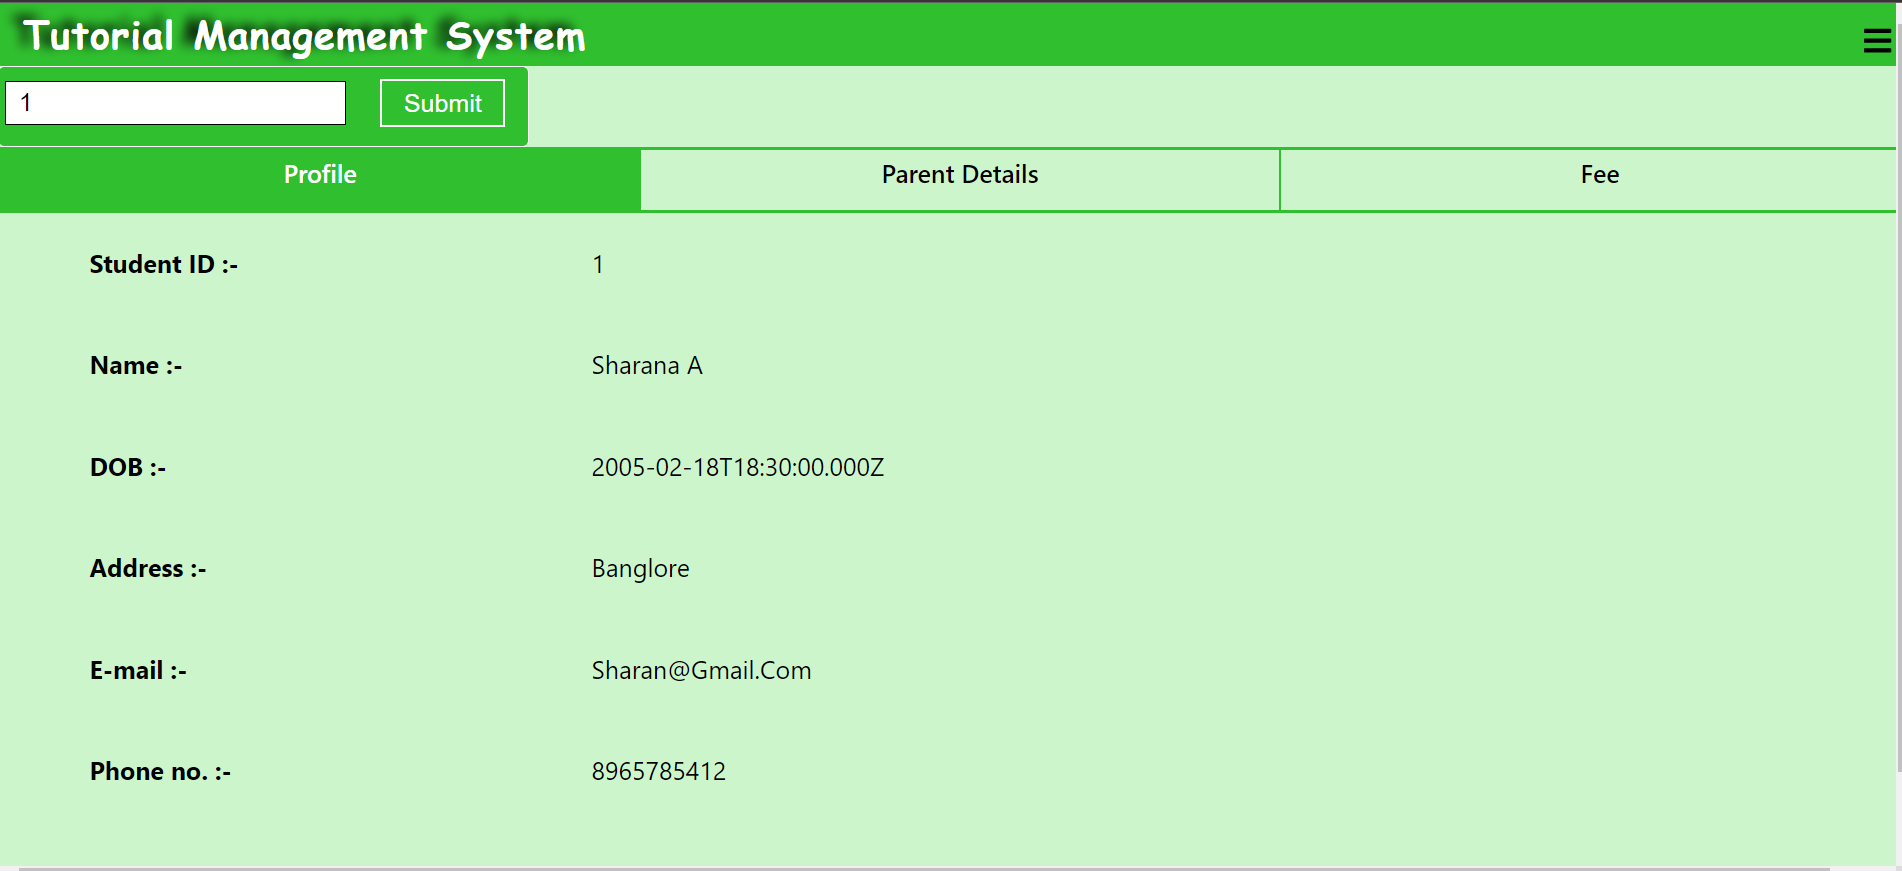 Tutorial Management System
1 Submit
Profile Parent Details Fee
Student ID :- 1
Name :- Sharana A
DOB :- 2005-02-18T18:30:00.000Z
Address :- Banglore
E-mail :- Sharan@Gmail.Com
Phone no. :- 8965785412